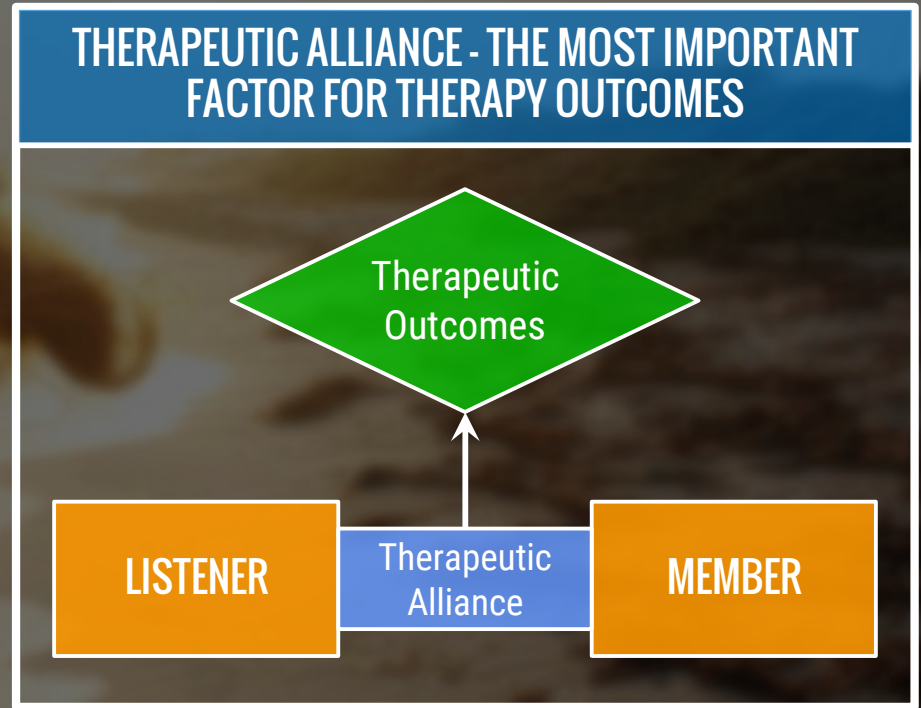 THERAPEUTIC ALLIANCE - THE MOST IMPORTANT
FACTOR FOR THERAPY OUTCOMES
Therapeutic
Outcomes
LISTENER
Therapeutic
Alliance
MEMBER